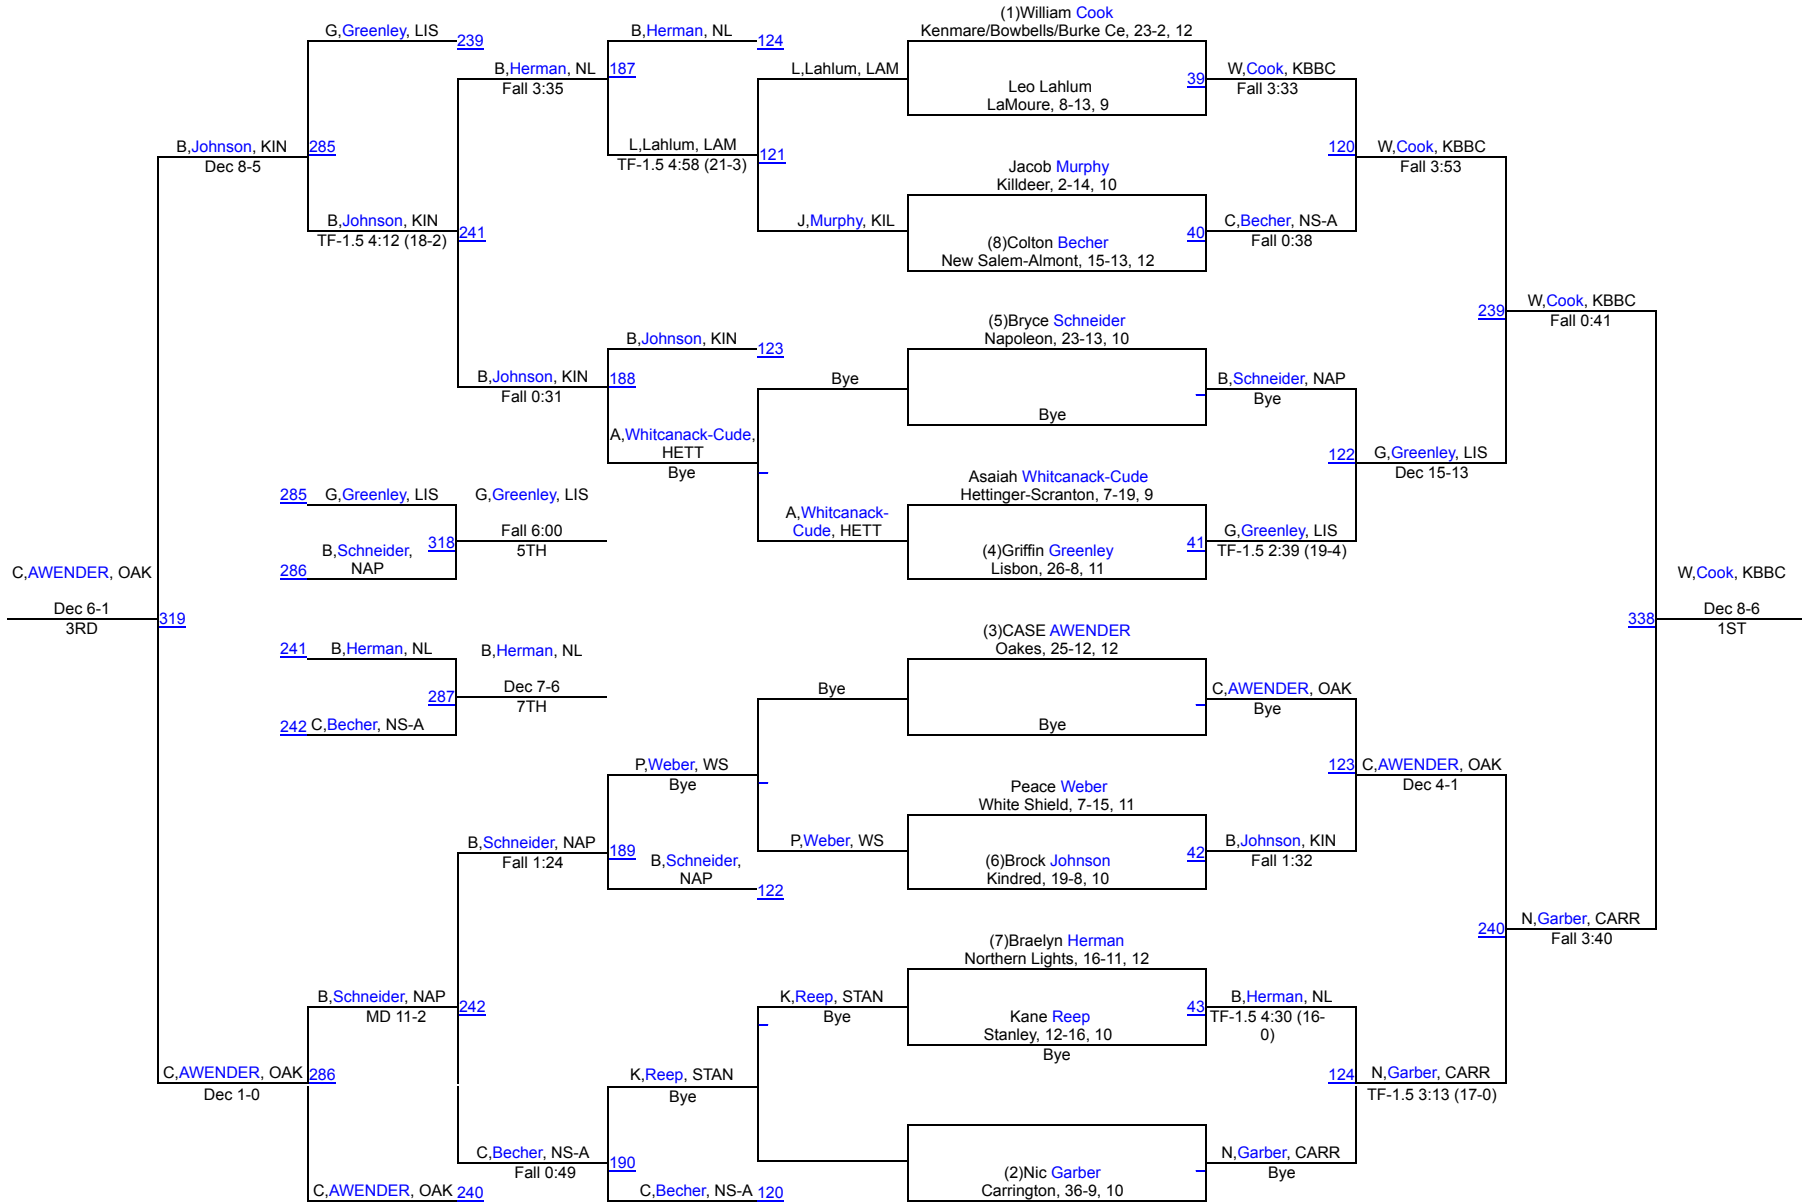 (1)William Cook
Kenmare/Bowbells/Burke Ce, 23-2, 12
Leo Lahlum
LaMoure, 8-13, 9
39
Jacob Murphy
Killdeer, 2-14, 10
(8)Colton Becher
New Salem-Almont, 15-13, 12
40
(5)Bryce Schneider
Napoleon, 23-13, 10
Bye
Asaiah Whitcanack-Cude
Hettinger-Scranton, 7-19, 9
(4)Griffin Greenley
Lisbon, 26-8, 11
41
(3)CASE AWENDER
Oakes, 25-12, 12
Bye
Peace Weber
White Shield, 7-15, 11
(6)Brock Johnson
Kindred, 19-8, 10
42
(7)Braelyn Herman
Northern Lights, 16-11, 12
Kane Reep
Stanley, 12-16, 10
43
Bye
(2)Nic Garber
Carrington, 36-9, 10
W,Cook, KBBC
Fall 3:33
120
C,Becher, NS-A
Fall 0:38
B,Schneider, NAP
Bye
122
G,Greenley, LIS
TF-1.5 2:39 (19-4)
C,AWENDER, OAK
Bye
123
B,Johnson, KIN
Fall 1:32
B,Herman, NL
TF-1.5 4:30 (16-
0)
124
N,Garber, CARR
Bye
W,Cook, KBBC
Fall 3:53
239
G,Greenley, LIS
Dec 15-13
C,AWENDER, OAK
Dec 4-1
240
N,Garber, CARR
TF-1.5 3:13 (17-0)
W,Cook, KBBC
Fall 0:41
338
N,Garber, CARR
Fall 3:40
W,Cook, KBBC
Dec 8-6
1ST
L,Lahlum, LAM
J,Murphy, KIL
121
Bye
A,Whitcanack-
Cude, HETT
Bye
P,Weber, WS
K,Reep, STAN
Bye
B,Herman, NL
124
187
L,Lahlum, LAM
TF-1.5 4:58 (21-3)
B,Johnson, KIN
123
188
A,Whitcanack-Cude,
HETT
Bye
P,Weber, WS
Bye
189
B,Schneider,
NAP
122
K,Reep, STAN
Bye
190
C,Becher, NS-A
120
B,Herman, NL
Fall 3:35
241
B,Johnson, KIN
Fall 0:31
B,Schneider, NAP
Fall 1:24
242
C,Becher, NS-A
Fall 0:49
G,Greenley, LIS
239
285
B,Johnson, KIN
TF-1.5 4:12 (18-2)
B,Schneider, NAP
MD 11-2
286
C,AWENDER, OAK
240
B,Johnson, KIN
Dec 8-5
319
C,AWENDER, OAK
Dec 1-0
C,AWENDER, OAK
Dec 6-1
3RD
285
G,Greenley, LIS
318
286
B,Schneider,
NAP
G,Greenley, LIS
Fall 6:00
5TH
241
B,Herman, NL
287
242
C,Becher, NS-A
B,Herman, NL
Dec 7-6
7TH